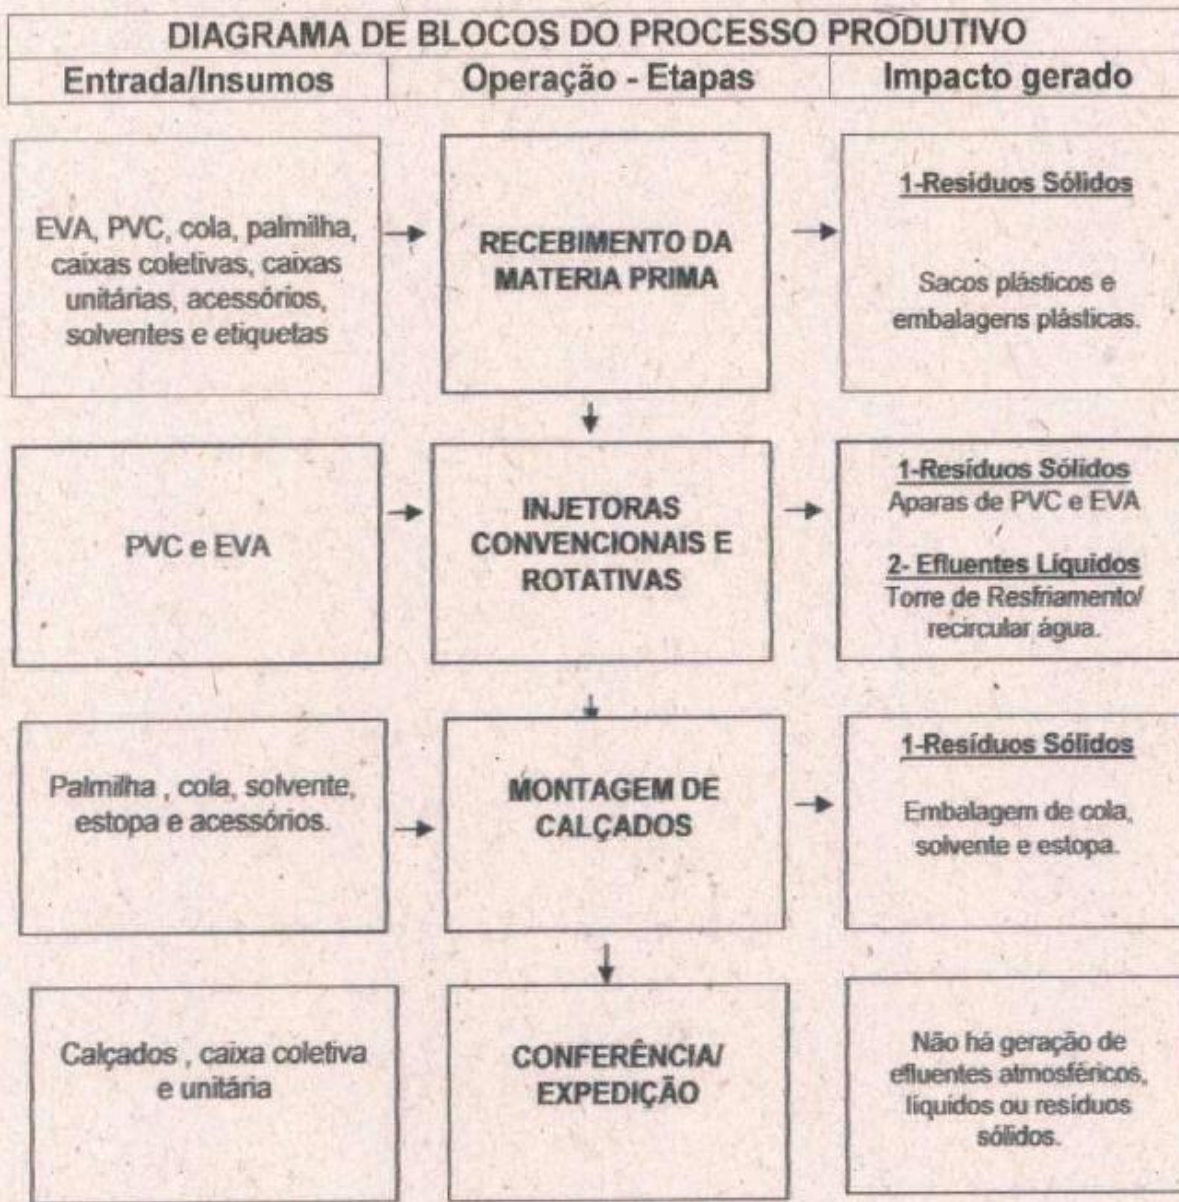 DIAGRAMA DE BLOCOS DO PROCESSO PRODUTIVO
Entrada/Insumos
Operação - Etapas
Impacto gerado
EVA, PVC, cola, palmilha,
caixas coletivas, caixas
unitárias, acessórios,
solventes e etiquetas
RECEBIMENTO DA
MATERIA PRIMA
1-Resíduos Sólidos
Sacos plásticos e
embalagens plásticas.
PVC e EVA
INJETORAS
CONVENCIONAIS E
ROTATIVAS
1-Resíduos Sólidos
Aparas de PVC e EVA
2- Efluentes Líquidos
Torre de Resfriamento/
recircular água.
Palmilha , cola, solvente,
estopa e acessórios.
MONTAGEM DE
CALÇADOS
1-Resíduos Sólidos
Embalagem de cola,
solvente e estopa.
Calçados , caixa coletiva
e unitária
CONFERÊNCIA/
EXPEDIÇÃO
Não há geração de
efluentes atmosféricos,
líquidos ou resíduos
sólidos.